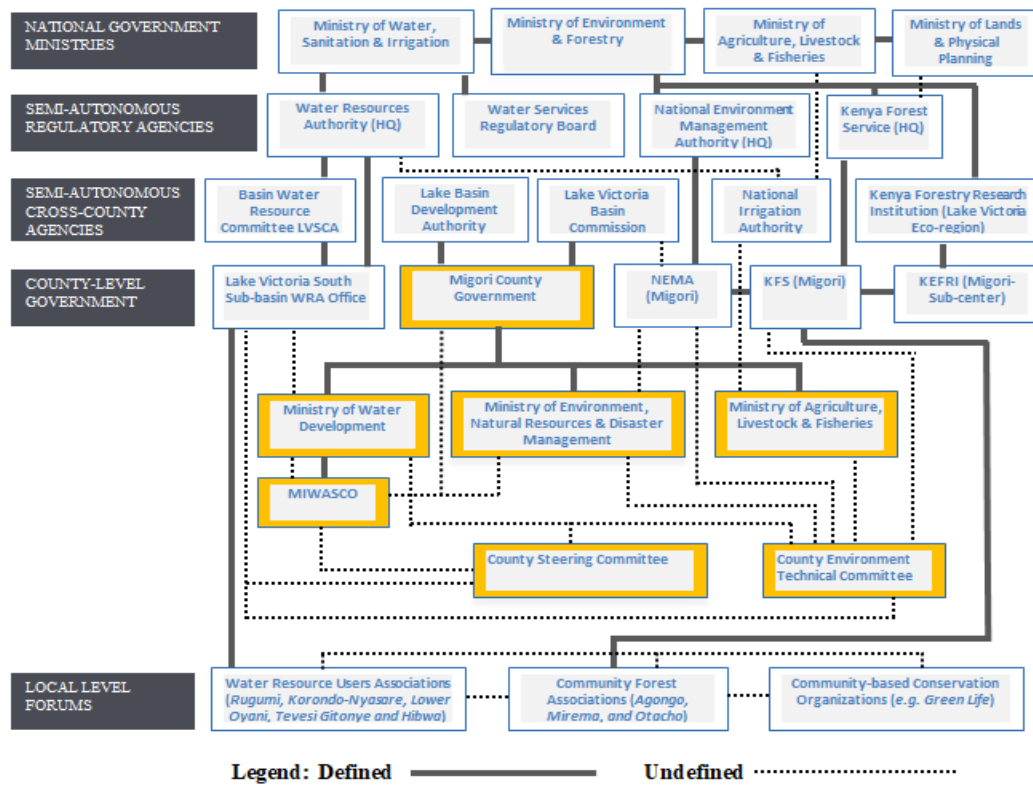 NATIONAL GOVERNMENT
MINISTRIES
Ministry of Water,
Sanitation & Irrigation
Ministry of Environment
& Forestry
Ministry of
Agriculture, Livestock
& Fisheries
Ministry of Lands
& Physical
Planning
SEMI-AUTONOMOUS
REGULATORY AGENCIES
Water Resources
Authority (HQ)
Water Services
Regulatory Board
National Environment
Management
Authority (HQ)
Kenya Forest
Service (HQ)
SEMI-AUTONOMOUS
CROSS-COUNTY
AGENCIES
Basin Water
Resource
Committee LVSCA
Lake Basin
Development
Authority
Lake Victoria
Basin
Commission
National
Irrigation
Authority
Kenya Forestry Research
Institution (Lake Victoria
Eco-region)
COUNTY-LEVEL
GOVERNMENT
Lake Victoria South
Sub-basin WRA Office
Migori County
Government
NEMA
(Migori)
KFS (Migori)
KEFRI (Migori-
Sub-center)
Ministry of Water
Development
Ministry of Environment,
Natural Resources & Disaster
Management
Ministry of Agriculture,
Livestock & Fisheries
MIWASCO
County Steering Committee
County Environment
Technical Committee
LOCAL LEVEL
FORUMS
Water Resource Users Associations
(Rugumi, Korondo-Nyasare, Lower
Oyani, Tevesi Gitonye and Hibwa)
Community Forest
Associations (Agongo,
Mirema, and Otacho)
Community-based Conservation
Organizations (e.g. Green Life)
Legend: Defined
Undefined